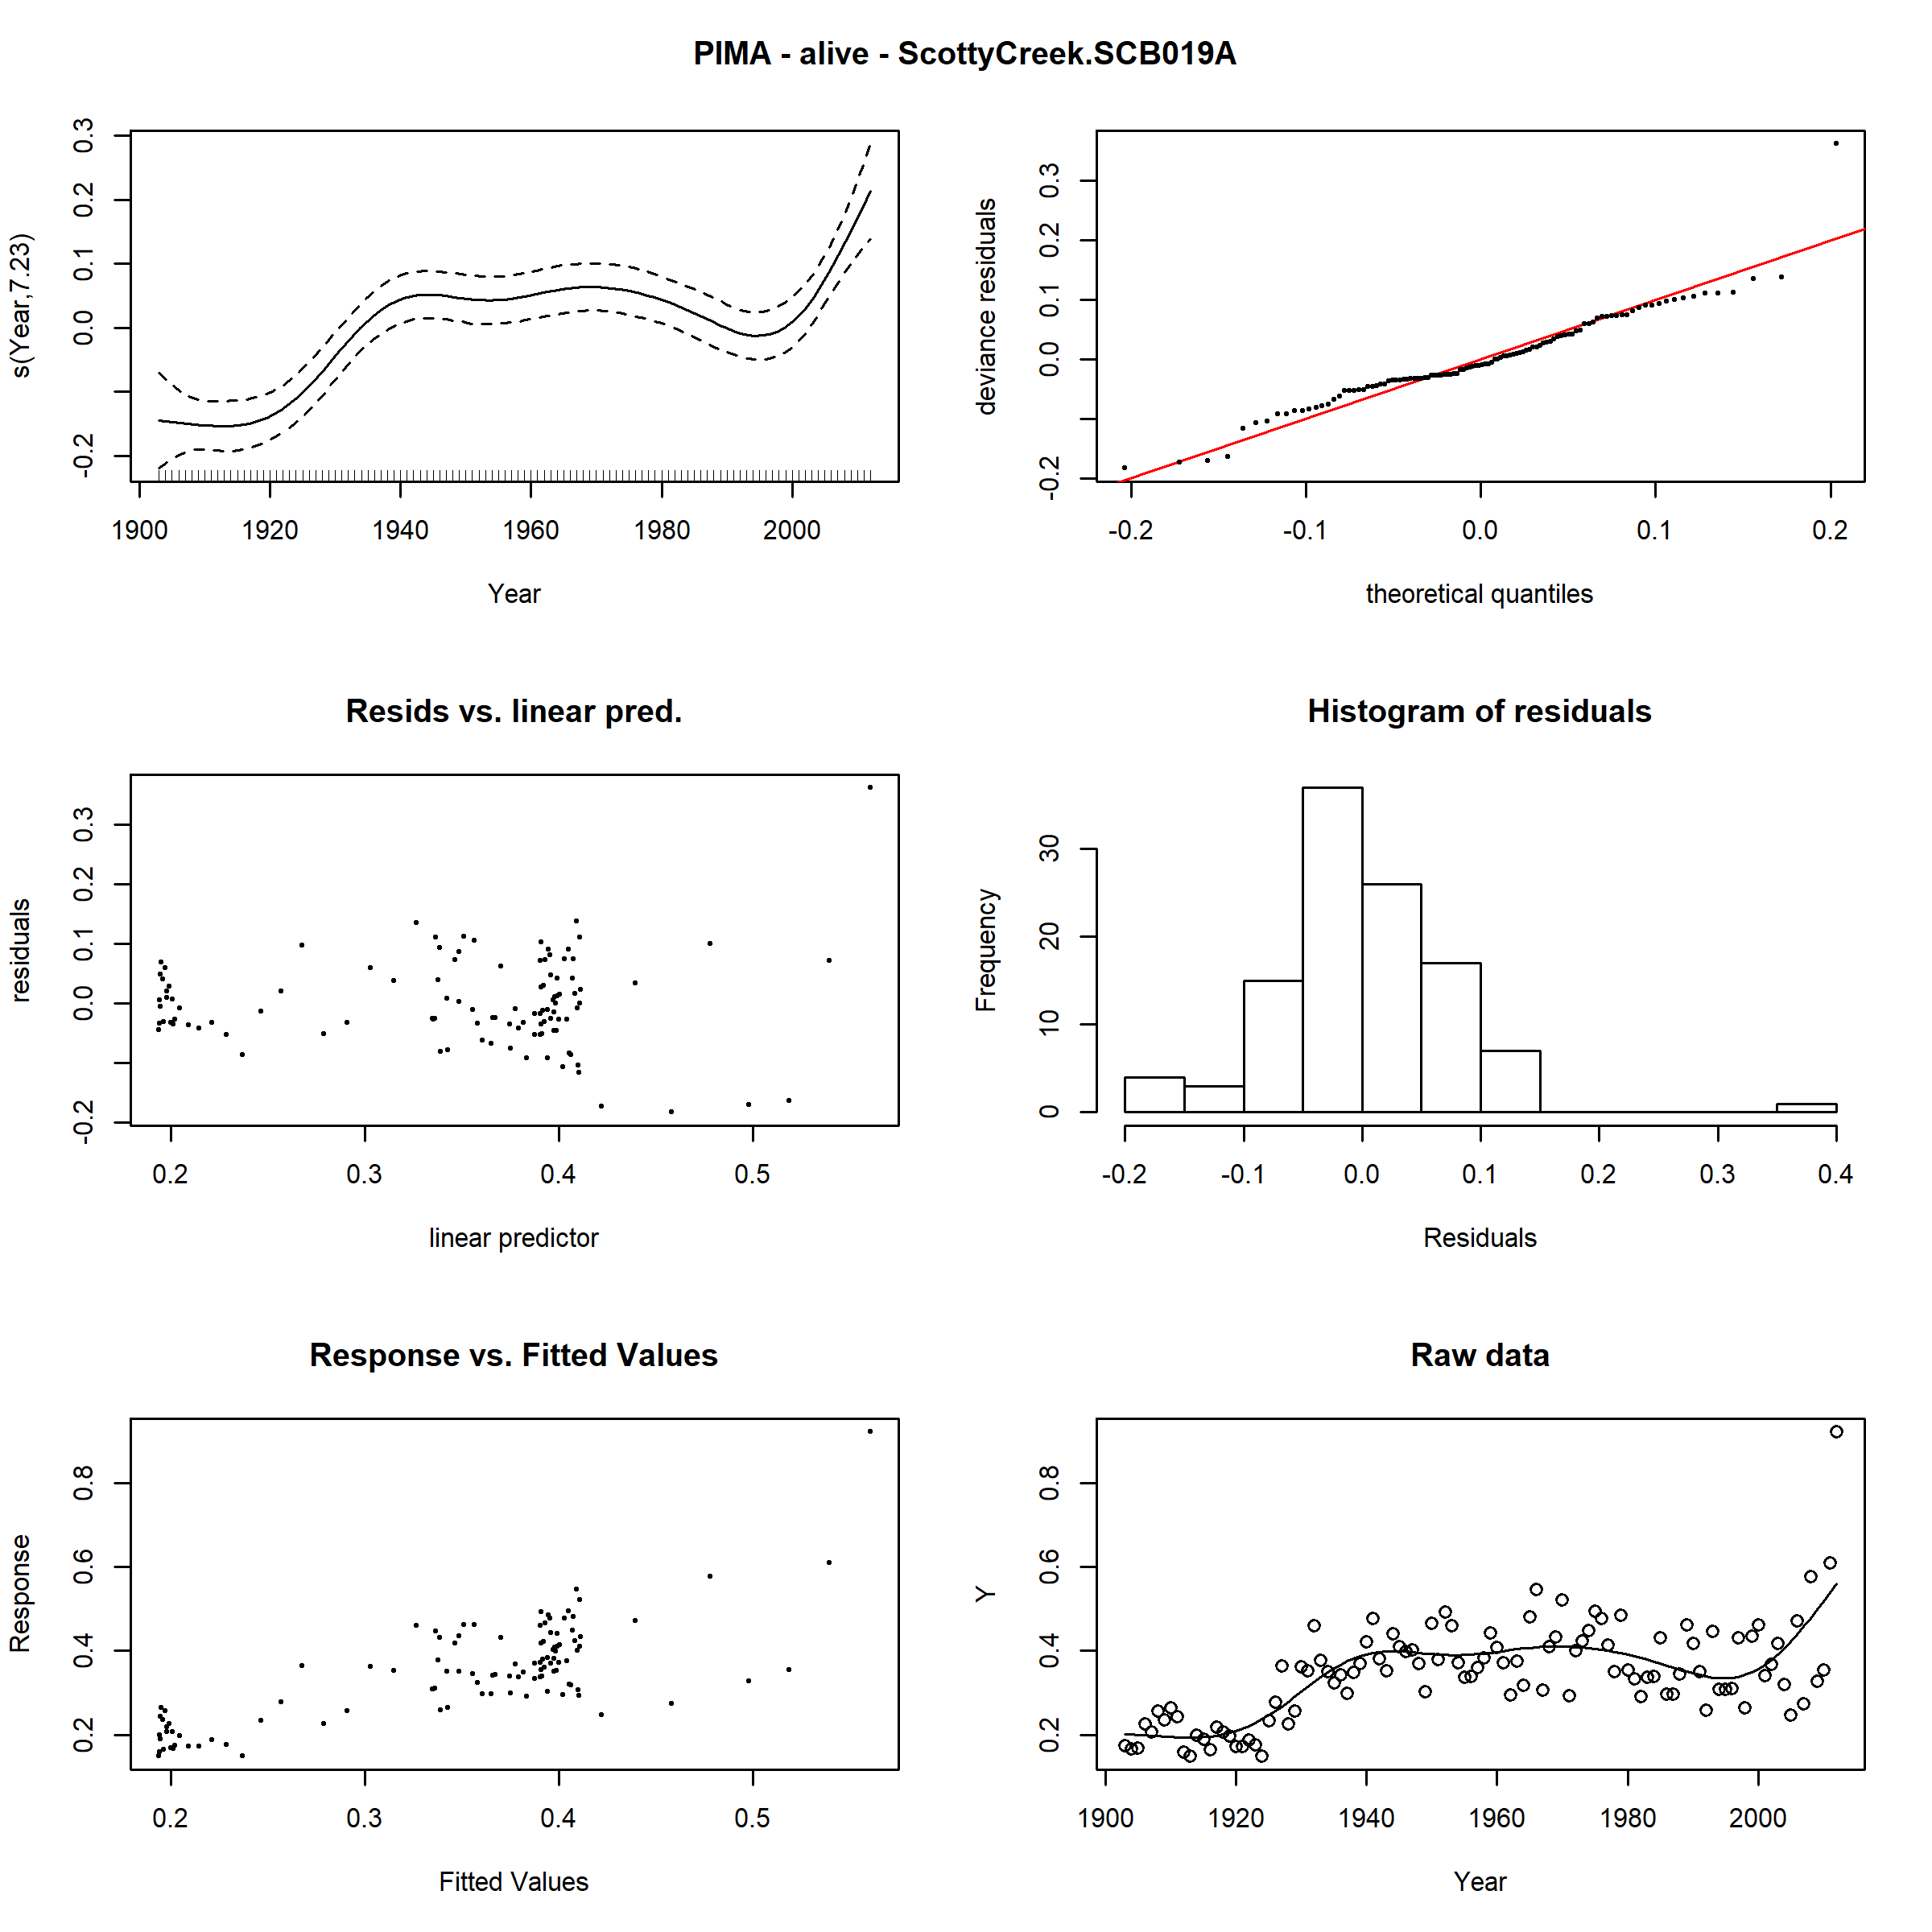 PIMA - alive - ScottyCreek.SCB019A
s(Year,7.23)
0.3
0.2
0.1
0.0
-0.2
1900 1920 1940 1960 1980 2000
Year
deviance residuals
0.3
0.2
0.1
0.0
-0.2
-0.2 -0.1 0.0 0.1 0.2
theoretical quantiles
Resids vs. linear pred.
residuals
0.3
0.2
0.1
0.0
-0.2
0.2 0.3 0.4 0.5
linear predictor
Histogram of residuals
Frequency
30
20
10
0
-0.2 -0.1 0.0 0.1 0.2 0.3 0.4
Residuals
Response vs. Fitted Values
Response
0.8
0.6
0.4
0.2
0.2 0.3 0.4 0.5
Fitted Values
Raw data
Y
0.8
0.6
0.4
0.2
1900 1920 1940 1960 1980 2000
Year